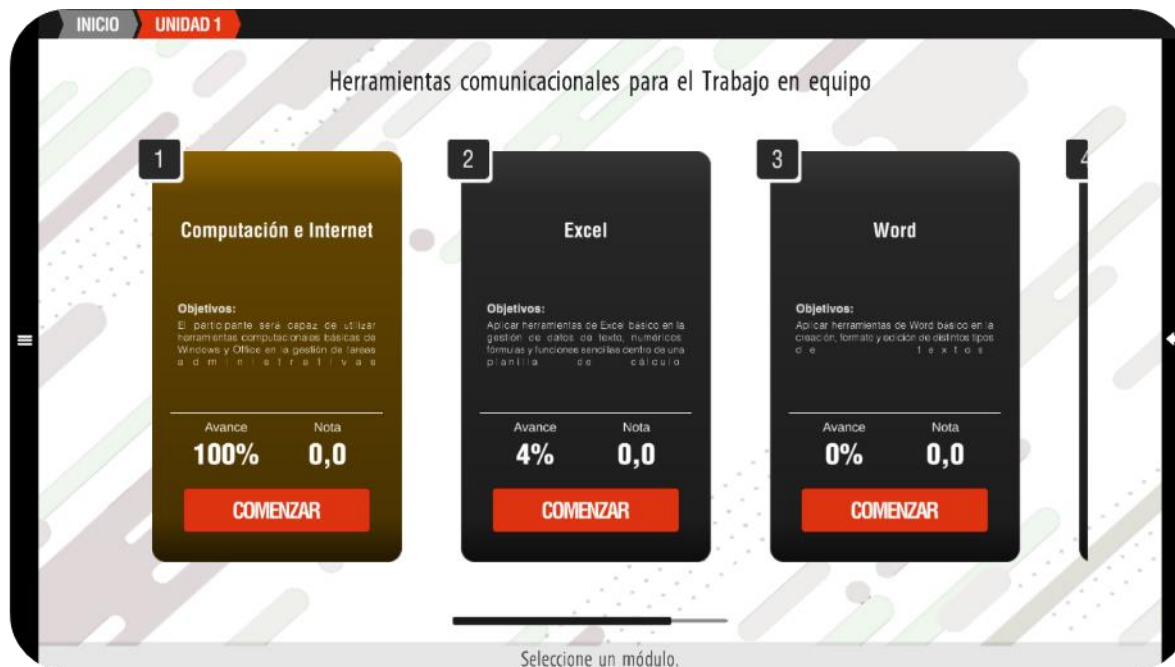 INICIO UNIDAD 1
Herramientas comunicacionales para el Trabajo en equipo
1
Computación e Internet
Objetivos:
El participante será capaz de utilizar
herramientas computacionales básicas de
Windows y Office en la gestión de tareas
administrativas
Avance Nota
100% 0,0
COMENZAR
2
Excel
Objetivos:
Aplicar herramientas de Excel básico en la
gestión de datos de texto, numéricos,
fórmulas y funciones sencillas dentro de una
planilla de cálculo
Avance Nota
4% 0,0
COMENZAR
3
Word
Objetivos:
Aplicar herramientas de Word básico en la
creación, formato y edición de distintos tipos
de textos
Avance Nota
0% 0,0
COMENZAR
4
Seleccione un módulo.